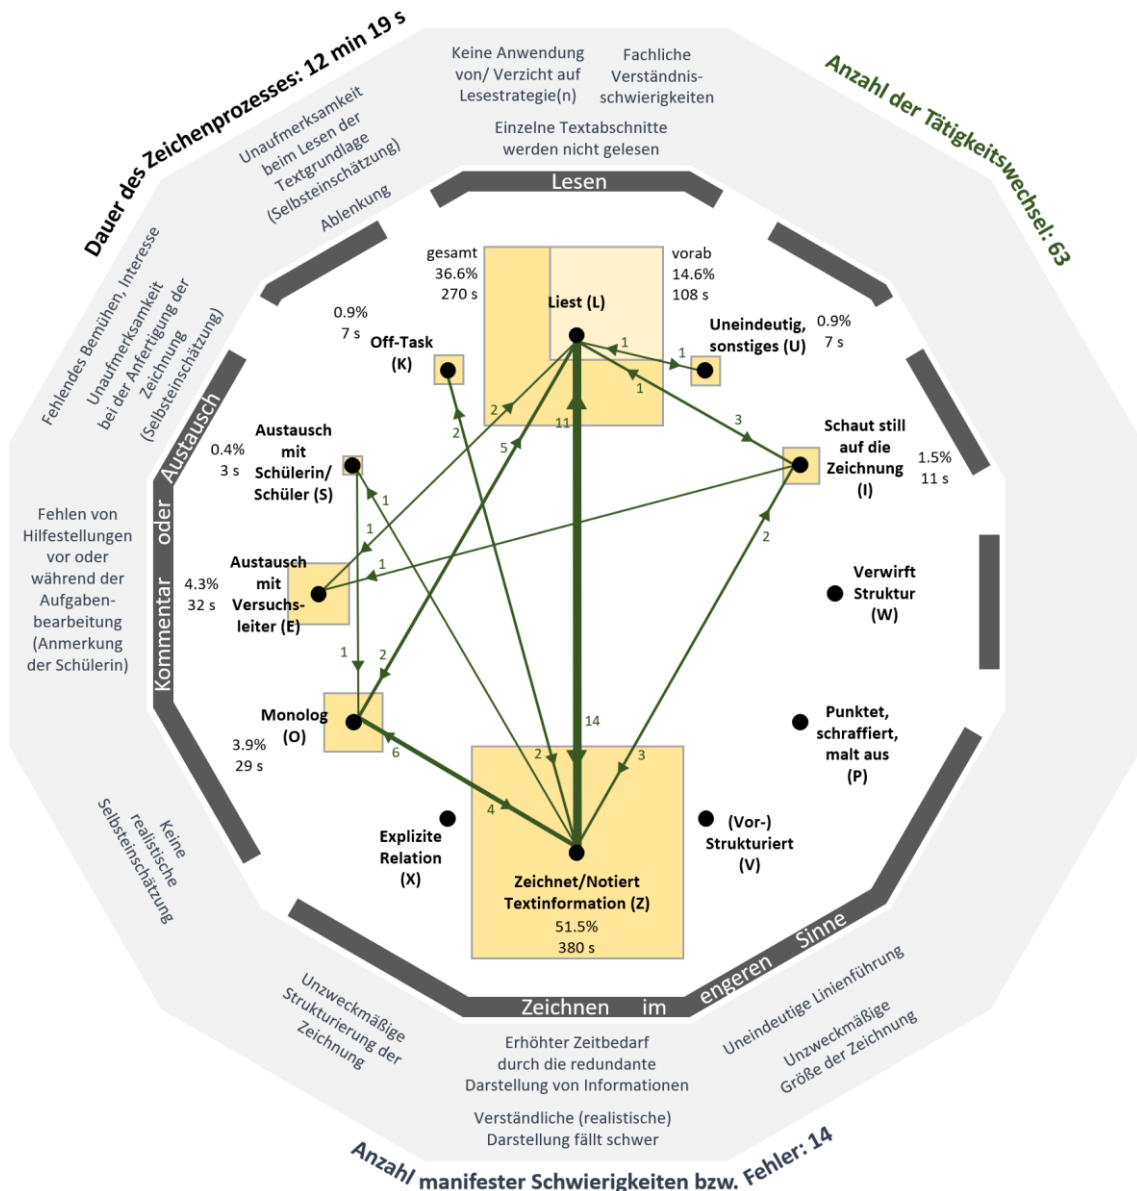 Dauer des Zeichenprozesses: 12 min 19 s
Anzahl der Tätigkeitswechsel: 63
Keine Anwendung
von/ Verzicht auf
Lesestrategie(n)
Fachliche
Verständnis-
schwierigkeiten
Einzelne Textabschnitte
werden nicht gelesen
Unaufmerksamkeit
beim Lesen der
Textgrundlage
(Selbsteinschätzung)
Ablenkung
Fehlendes Bemühen, Interesse
Unaufmerksamkeit
bei der Anfertigung der
Zeichnung
(Selbsteinschätzung)
Lesen
gesamt
36.6%
270 s
vorab
14.6%
108 s
Liest (L)
0.9%
7 s
Off-Task
(K)
Uneindeutig,
sonstiges (U)
0.9%
7 s
1
1
1
3
2
2
5
11
Austausch mit
Schülerin/
Schüler (S)
0.4%
3 s
Schaut still
auf die
Zeichnung
(I)
1.5%
11 s
1
1
1
2
Kommentar oder Austausch
Fehlen von
Hilfestellungen
vor oder
während der
Aufgaben-
bearbeitung
(Anmerkung
der Schülerin)
4.3%
32 s
Austausch
mit
Versuchs-
leiter (E)
Verwirft
Struktur
(W)
1
2
Monolog
(O)
3.9%
29 s
Punktet,
schraffiert,
malt aus
(P)
6
2
14
3
4
Explizite
Relation
(X)
(Vor-)
Strukturiert
(V)
Zeichnet/Notiert
Textinformation (Z)
51.5%
380 s
Keine
realistische
Selbsteinschätzung
Zeichnen im engeren Sinne
Unzweckmäßige
Strukturierung der
Zeichnung
Erhöhter Zeitbedarf
durch die redundante
Darstellung von Informationen
Verständliche (realistische)
Darstellung fällt schwer
Uneindeutige Linienführung
Unzweckmäßige
Größe der Zeichnung
Anzahl manifester Schwierigkeiten bzw. Fehler: 14